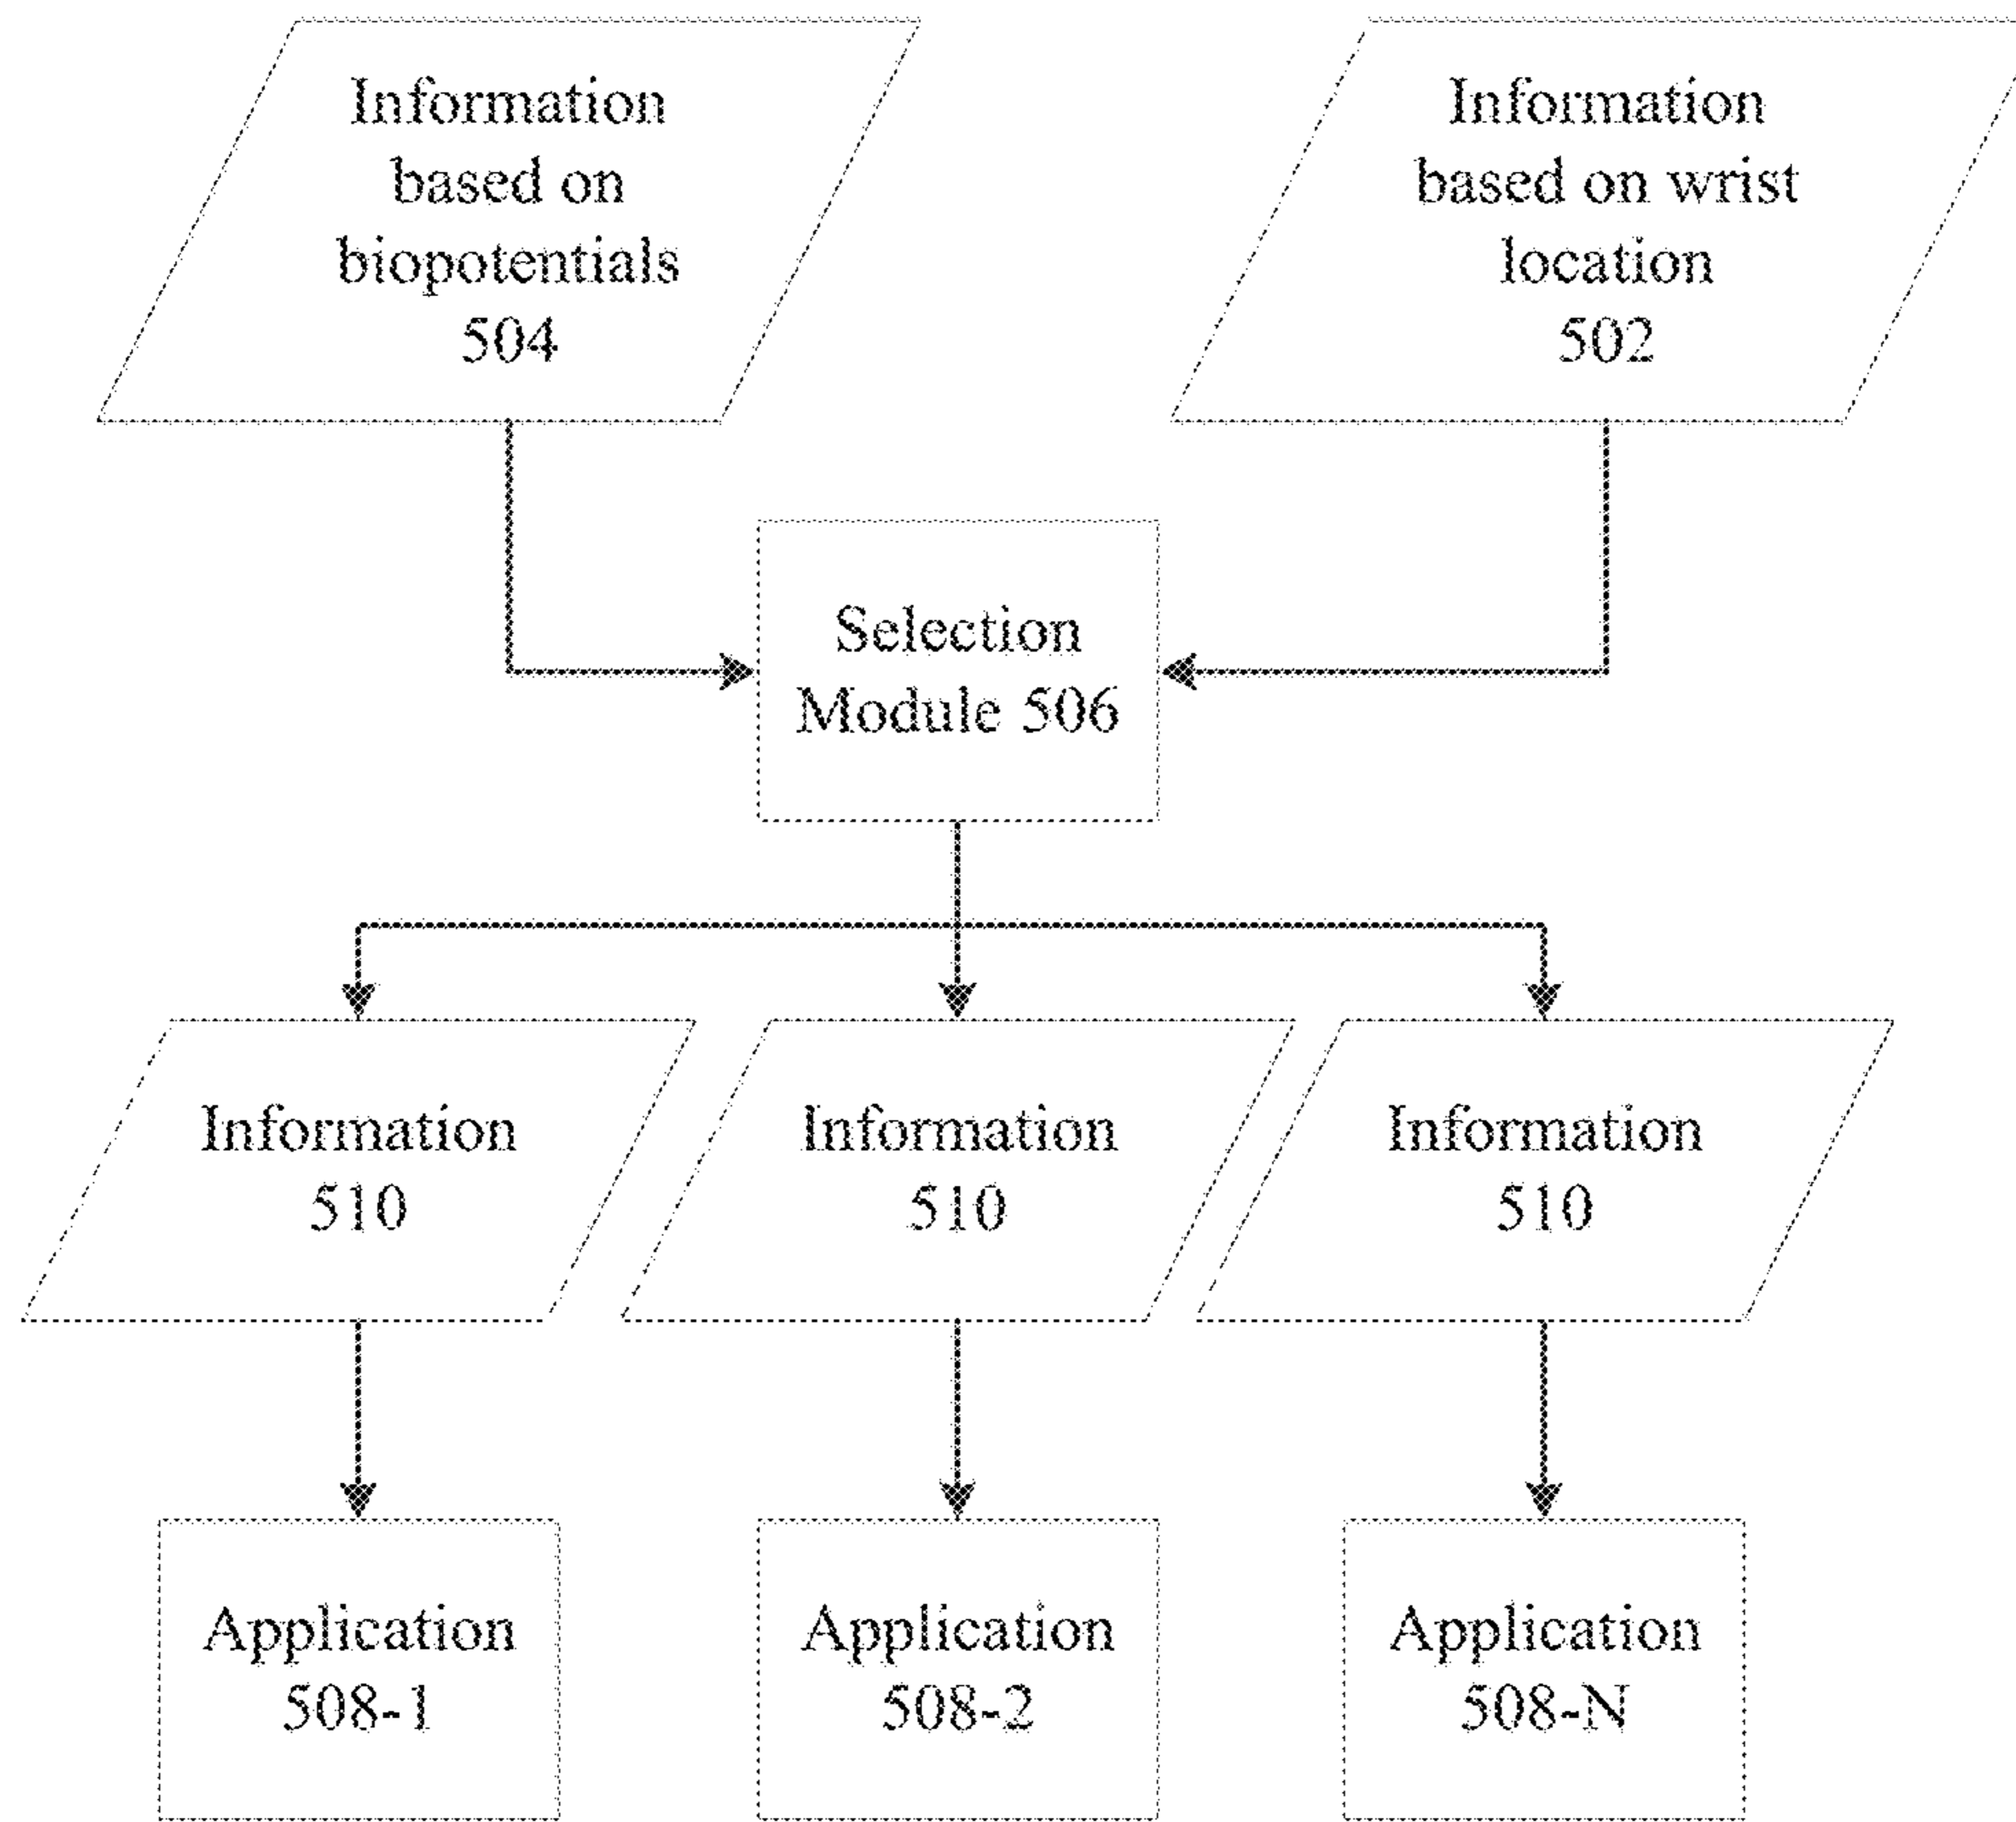 Information
based on
biopotentials
504
Information
based on wrist
location
502
Selection
Module 506
Information
510
Information
510
Information
510
Application
508-1
Application
508-2
Application
508-N